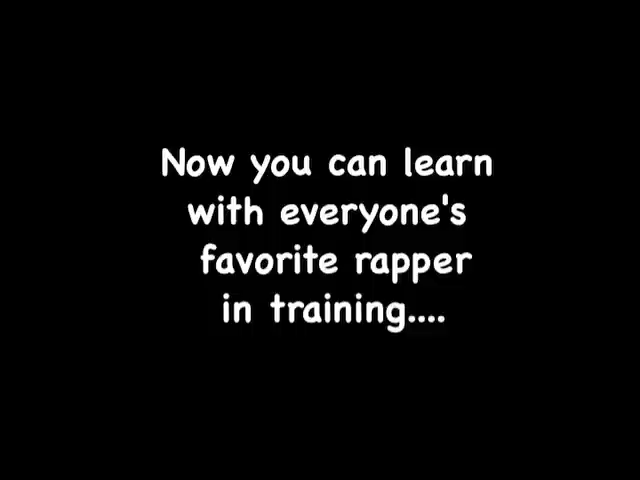 Now you can learn
with everyone's
favorite rapper
in training....